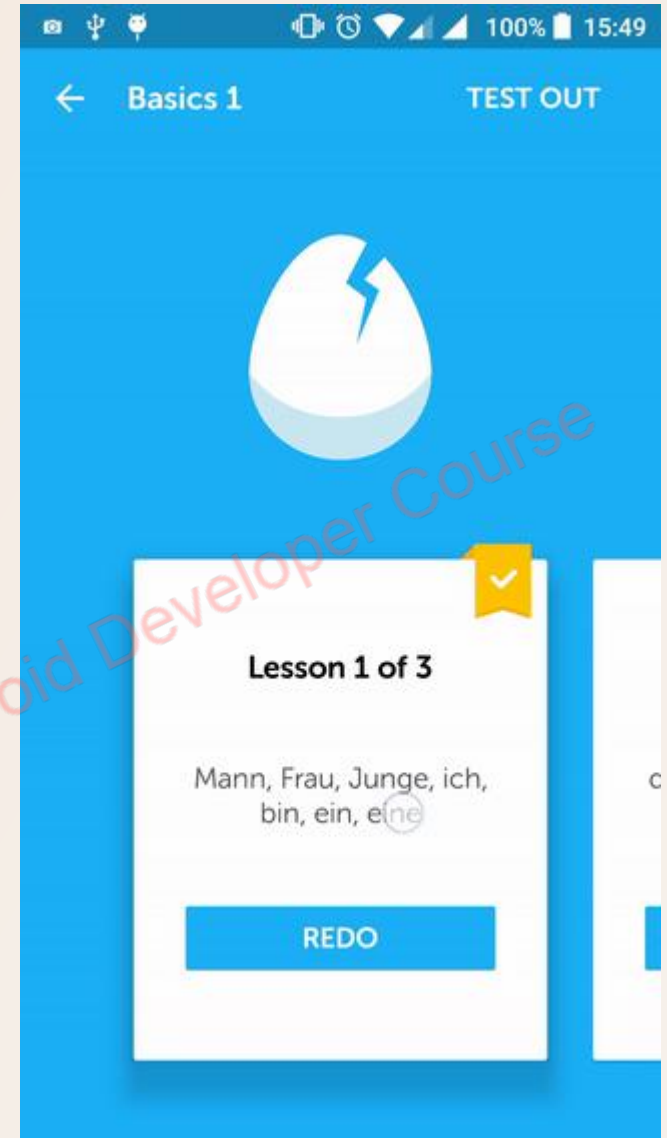 100% 15:49
Basics 1 TEST OUT
oid Developer Course
Lesson 1 of 3
Mann, Frau, Junge, ich,
bin, ein, eine
REDO